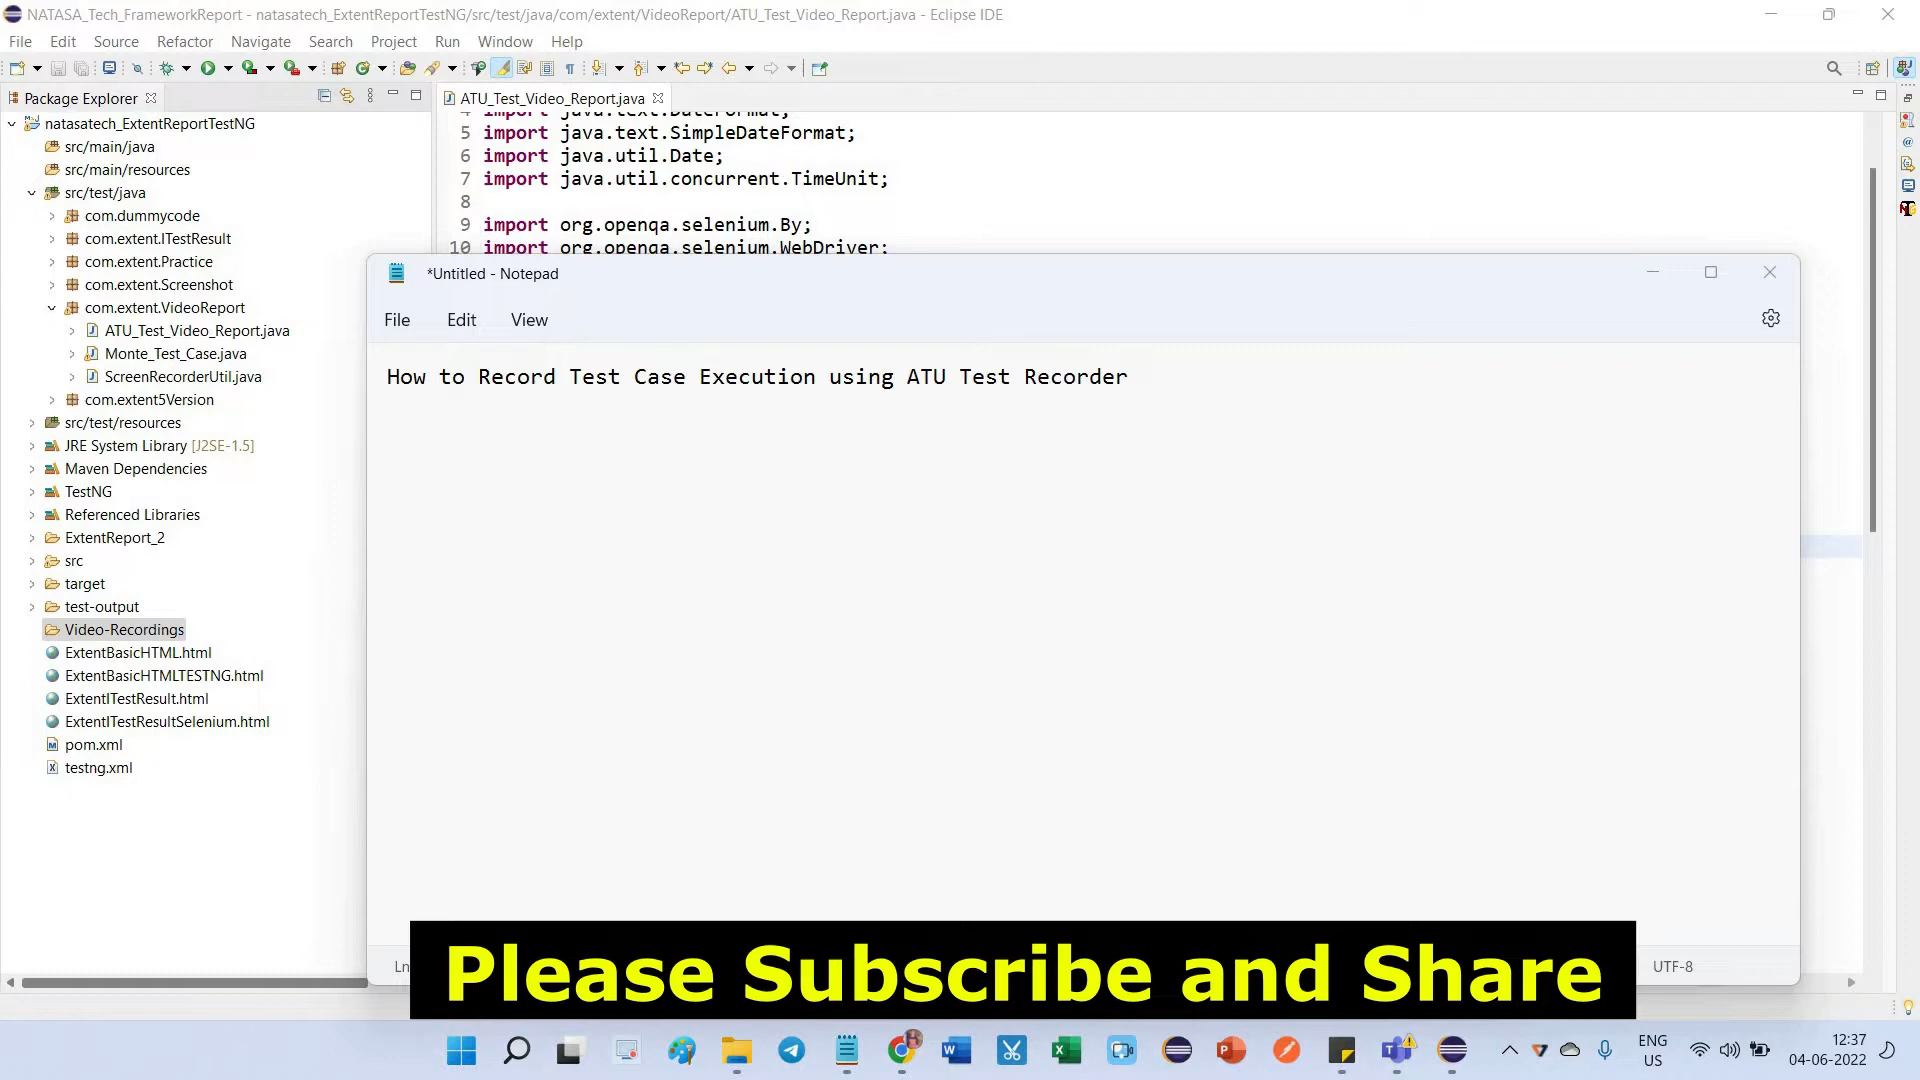 NATASA_Tech_FrameworkReport - natasatech_ExtentReportTestNG/src/test/java/com/extent/VideoReport/ATU_Test_Video_Report.java - Eclipse IDE
File Edit Source Refactor Navigate Search Project Run Window Help
Package Explorer
ATU_Test_Video_Report.java
natasatech_ExtentReportTestNG
src/main/java
src/main/resources
src/test/java
com.dummycode
com.extent.ITestResult
com.extent.Practice
com.extent.Screenshot
com.extent.VideoReport
ATU_Test_Video_Report.java
Monte_Test_Case.java
ScreenRecorderUtil.java
com.extent5Version
src/test/resources
JRE System Library [J2SE-1.5]
Maven Dependencies
TestNG
Referenced Libraries
ExtentReport_2
src
target
test-output
Video-Recordings
ExtentBasicHTML.html
ExtentBasicHTMLTESTNG.html
ExtentITestResult.html
ExtentITestResultSelenium.html
pom.xml
testng.xml
4 import java.text.DateFormat;
5 import java.text.SimpleDateFormat;
6 import java.util.Date;
7 import java.util.concurrent.TimeUnit;
8
9 import org.openqa.selenium.By;
10 import org.openqa.selenium.WebDriver;
*Untitled - Notepad
File Edit View
How to Record Test Case Execution using ATU Test Recorder
Ln
UTF-8
Please Subscribe and Share
ENG
US
12:37
04-06-2022